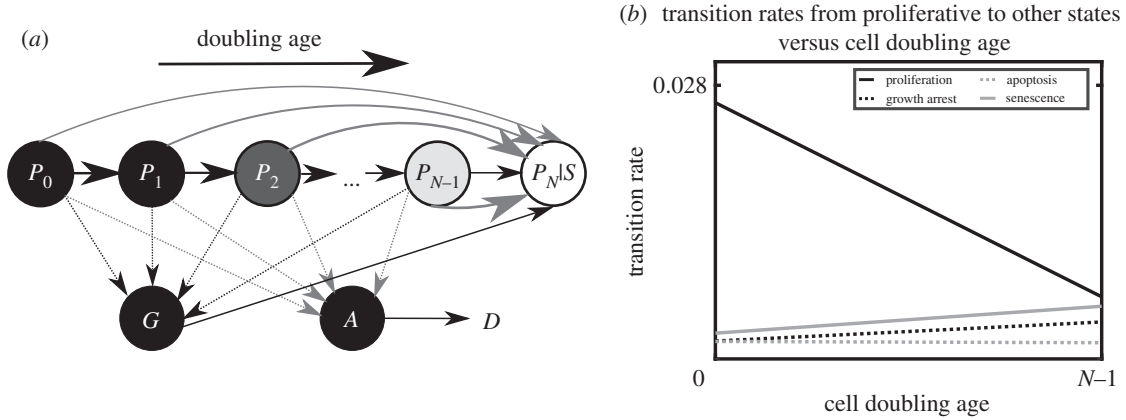 (a)
doubling age
P0
P1
P2
...
PN–1
PN|S
G
A
D
(b) transition rates from proliferative to other states
versus cell doubling age
0.028
proliferation
growth arrest
apoptosis
senescence
transition rate
0
N–1
cell doubling age